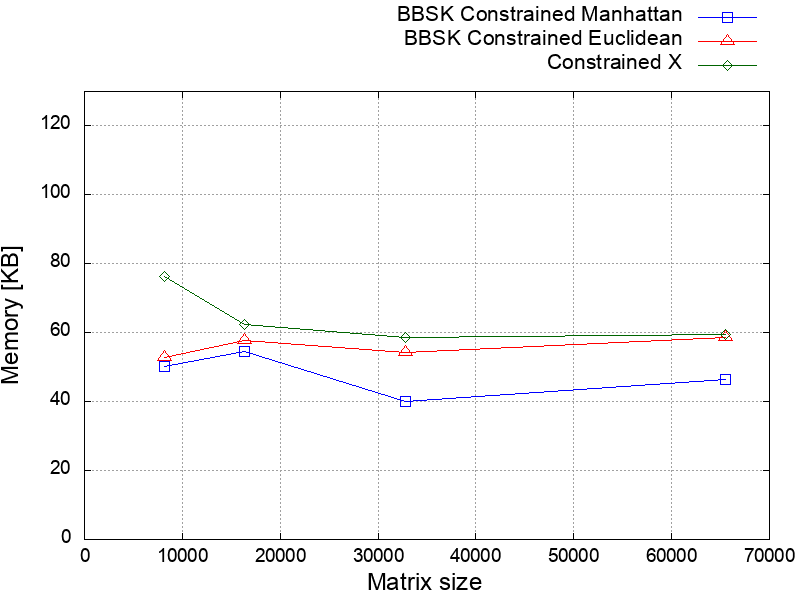 BBSK Constrained Manhattan
BBSK Constrained Euclidean
Constrained X
120
100
80
60
40
20
0
Memory [KB]
0 10000 20000 30000 40000 50000 60000 70000
Matrix size